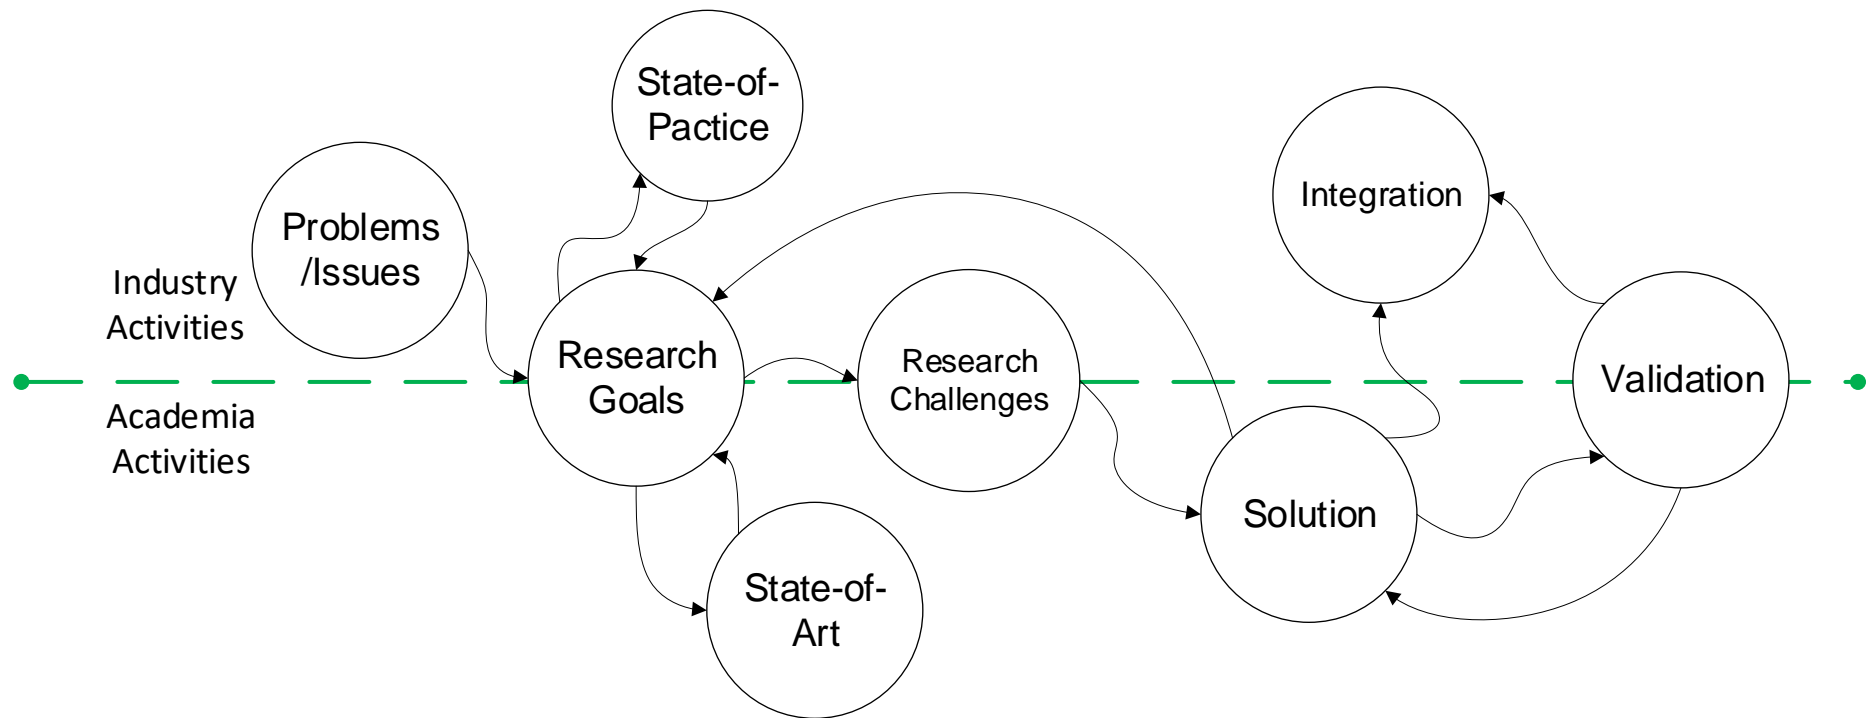 State-of-
Pactice
Problems
/Issues
Integration
Industry
Activities
Research
Goals
Research
Challenges
Validation
Academia
Activities
Solution
State-of-
Art